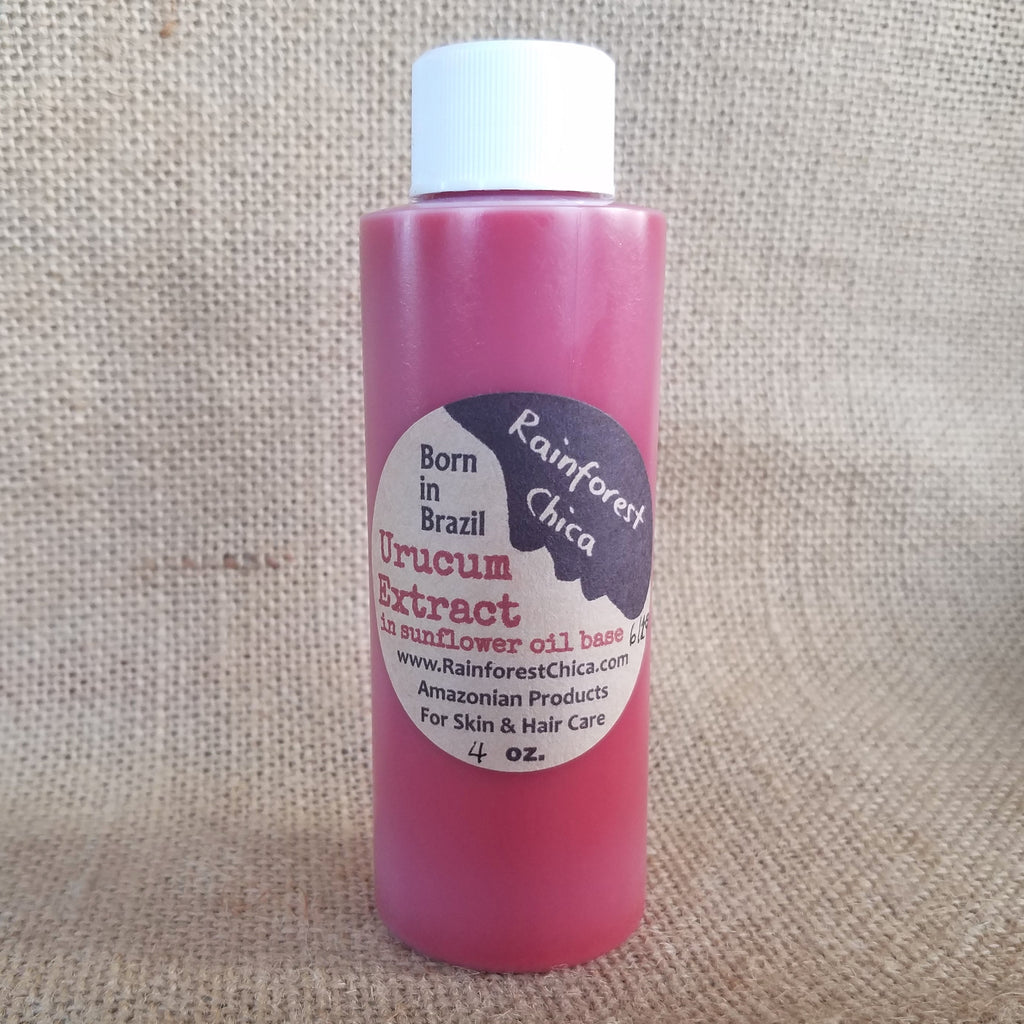 Rainforest
Chica
Born
in
Brazil
Urucum
Extract
in sunflower oil base
www.RainforestChica.com
Amazonian Products
For Skin & Hair Care
4 oz.